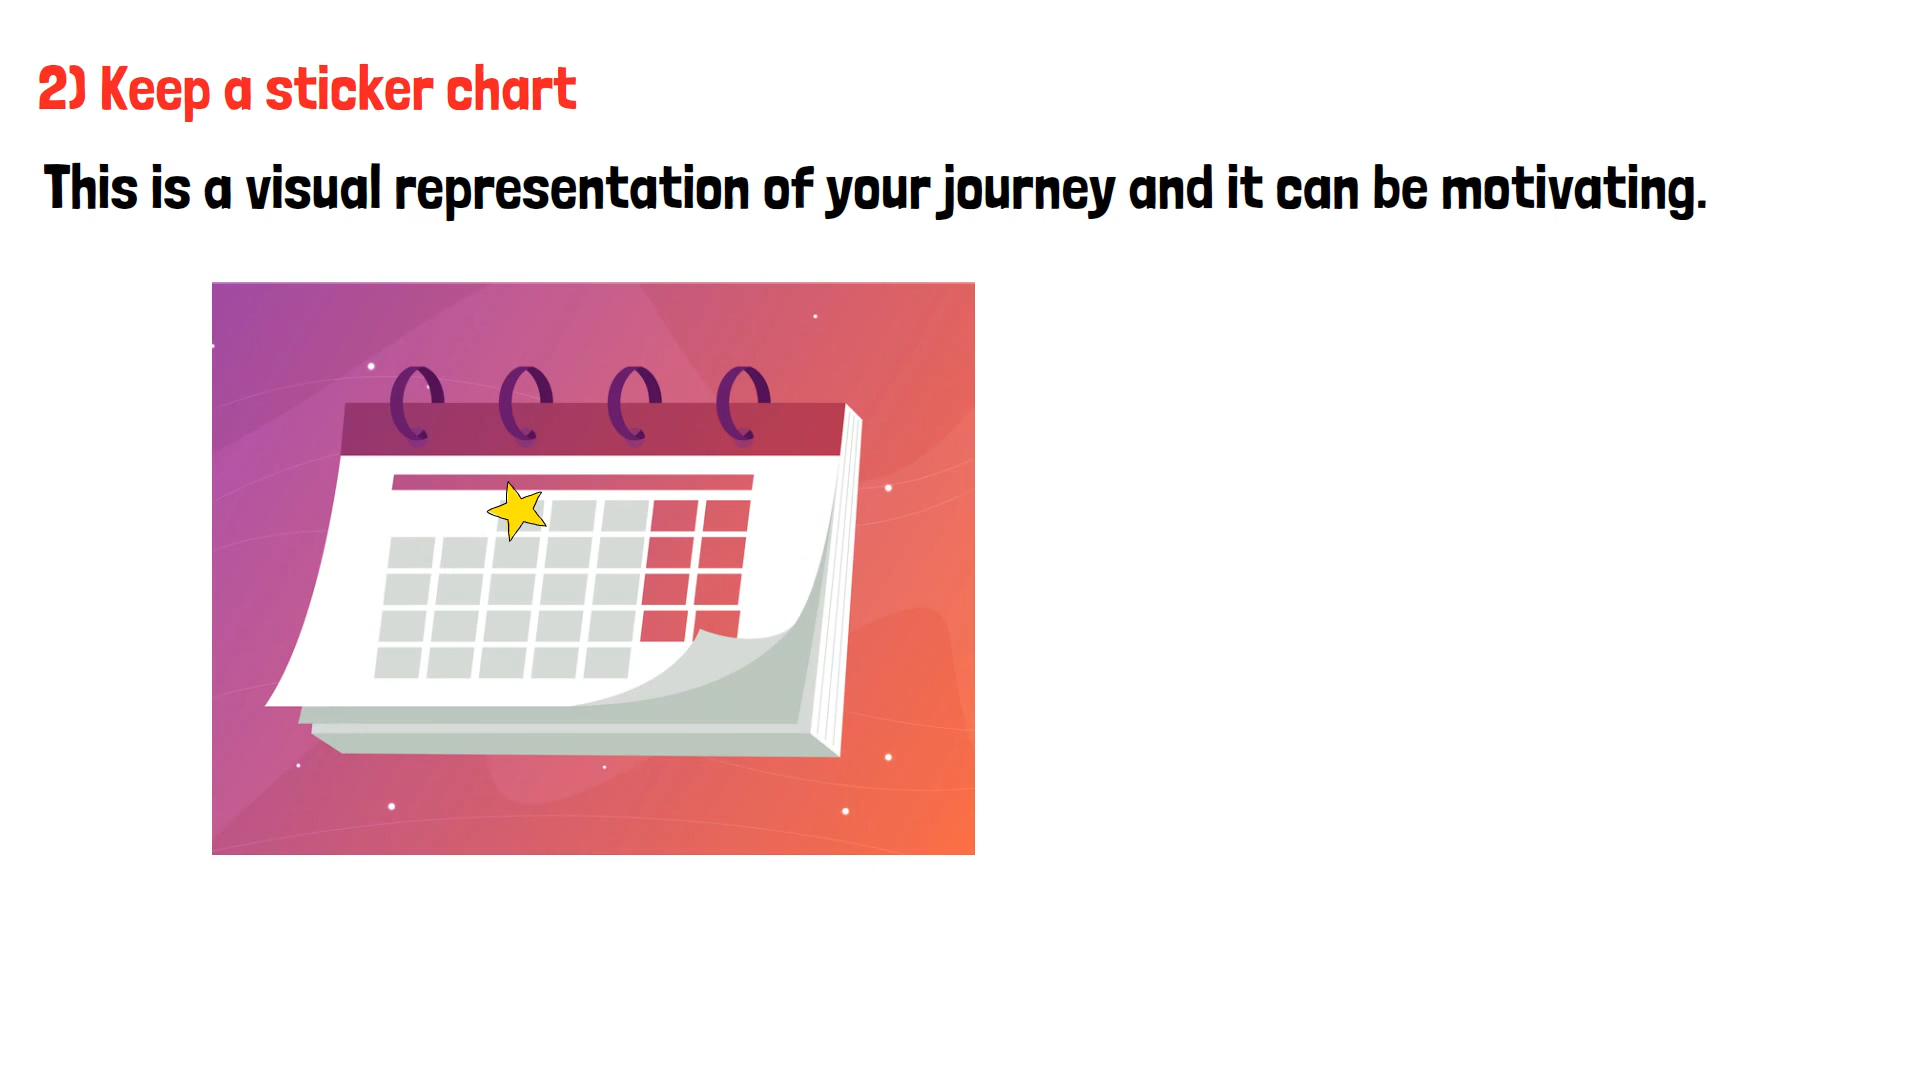 2) Keep a sticker chart
This is a visual representation of your journey and it can be motivating.